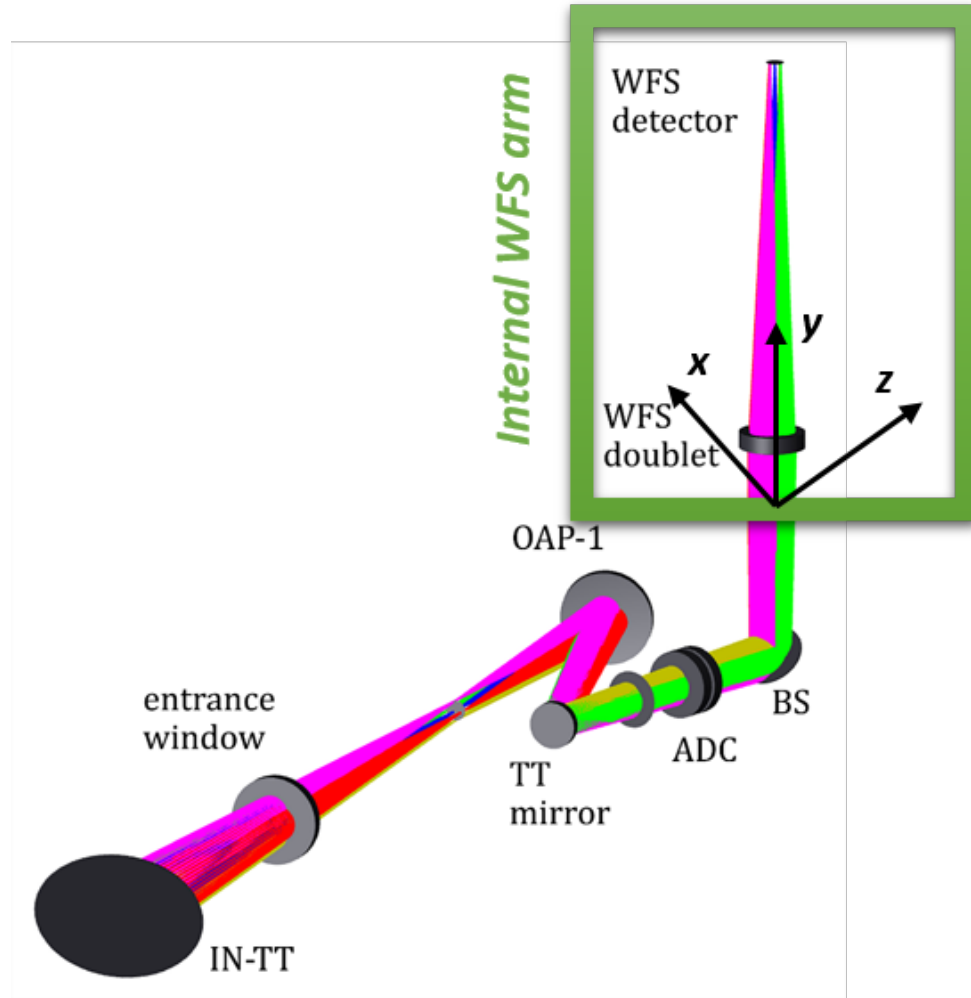 WFS
detector
Internal WFS arm
y
x
z
WFS
doublet
OAP-1
entrance
window
BS
ADC
TT
mirror
IN-TT